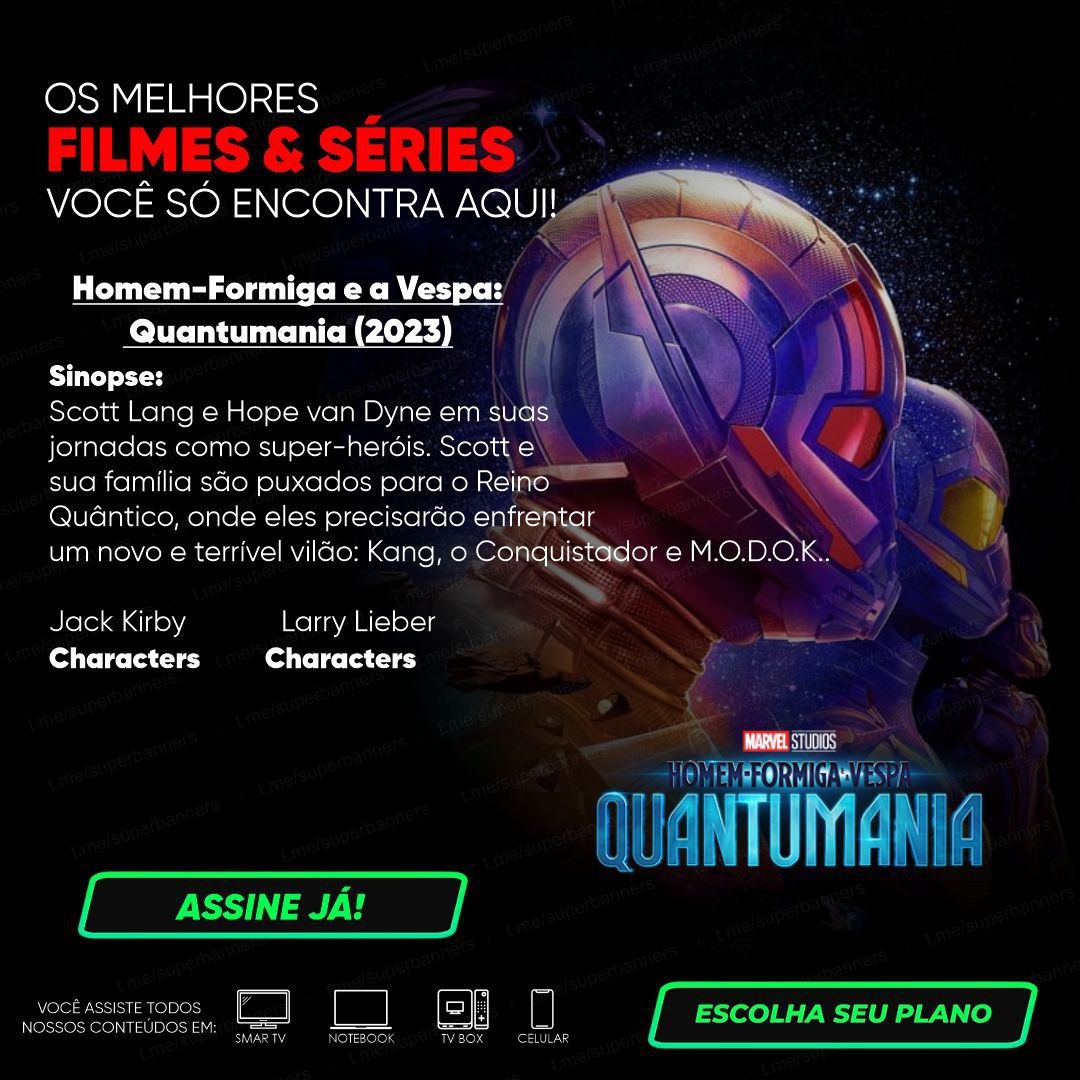 OS MELHORES
FILMES & SÉRIES
VOCÊ SÓ ENCONTRA AQUI!
Homem-Formiga e a Vespa:
Quantumania (2023)
Sinopse:
Scott Lang e Hope van Dyne em suas
jornadas como super-heróis. Scott e
sua família são puxados para o Reino
Quântico, onde eles precisarão enfrentar
um novo e terrível vilão: Kang, o Conquistador e M.O.D.O.K..
Jack Kirby Larry Lieber
Characters Characters
MARVEL STUDIOS
HOMEM-FORMIGA E VESPA
QUANTUMANIA
ASSINE JÁ!
VOCÊ ASSISTE TODOS
NOSSOS CONTEÚDOS EM:
SMAR TV NOTEBOOK TV BOX CELULAR
ESCOLHA SEU PLANO
t.me/superbanners